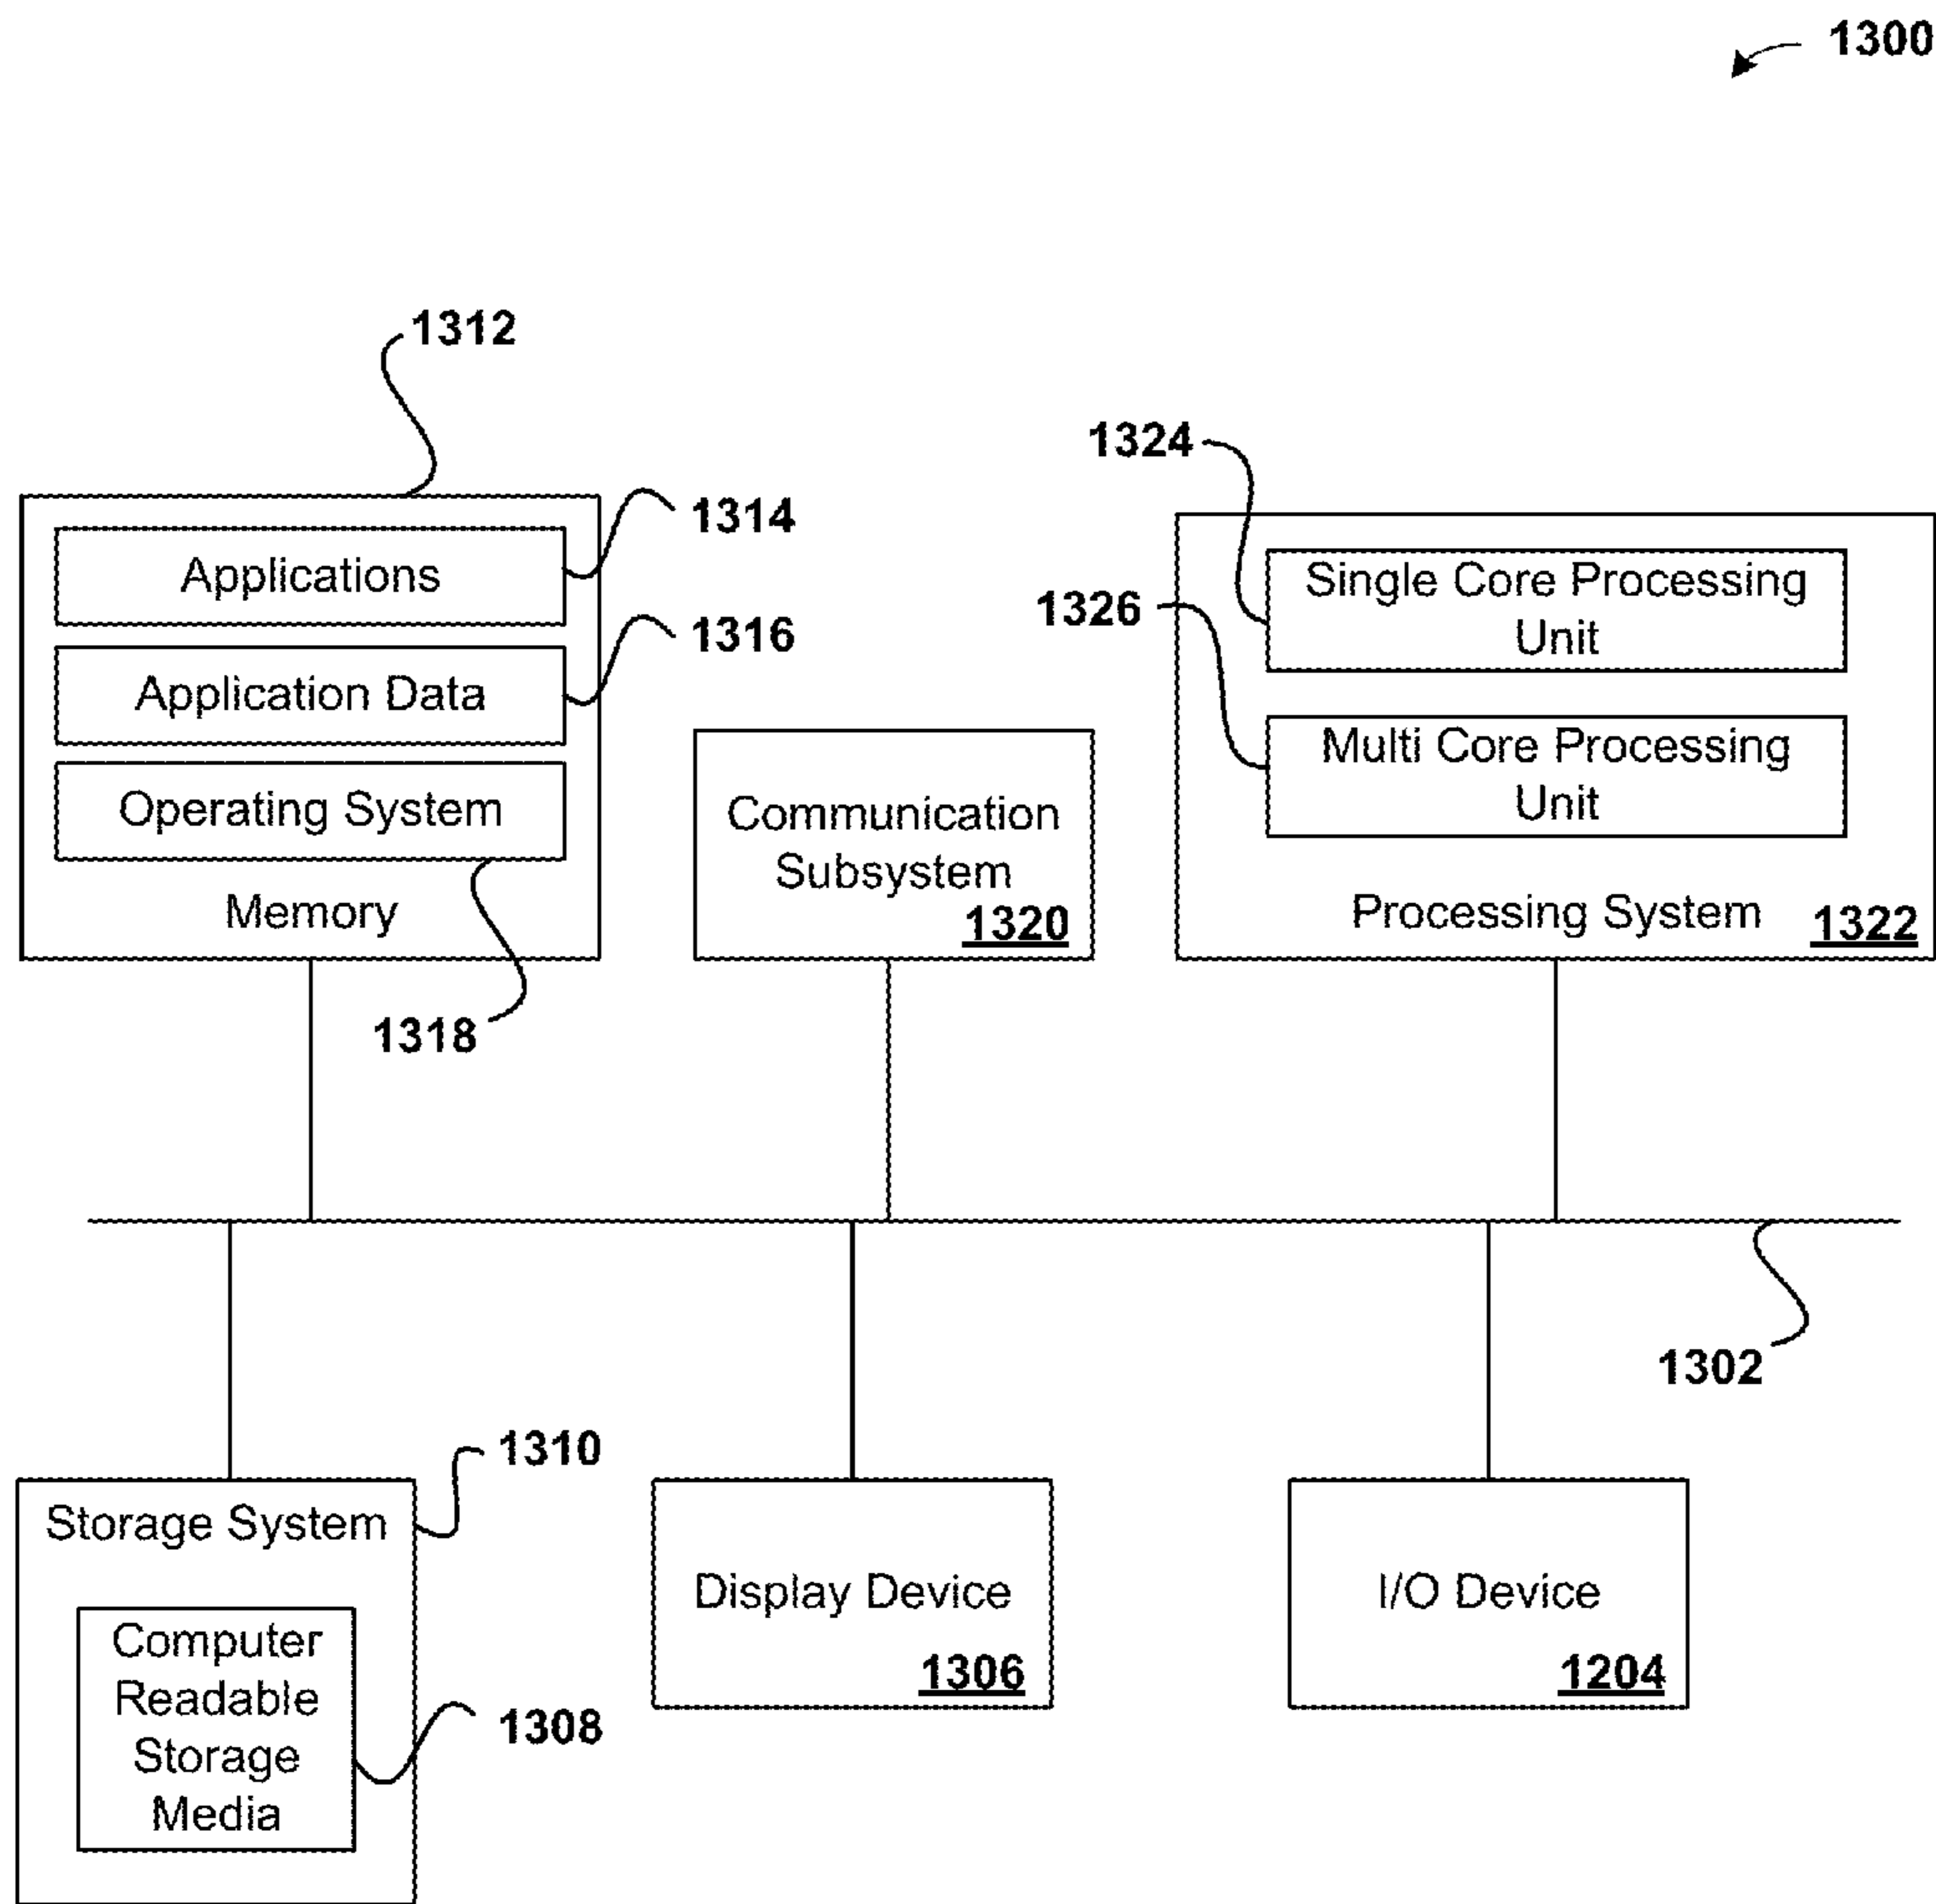 1300
1312
1324
1314
Applications
Single Core Processing
Unit
1326
1316
Application Data
Multi Core Processing
Unit
Operating System
Communication
Subsystem
1320
Memory
Processing System
1322
1318
1302
1310
Storage System
Computer
Readable
Storage
Media
1308
Display Device
1306
I/O Device
1204